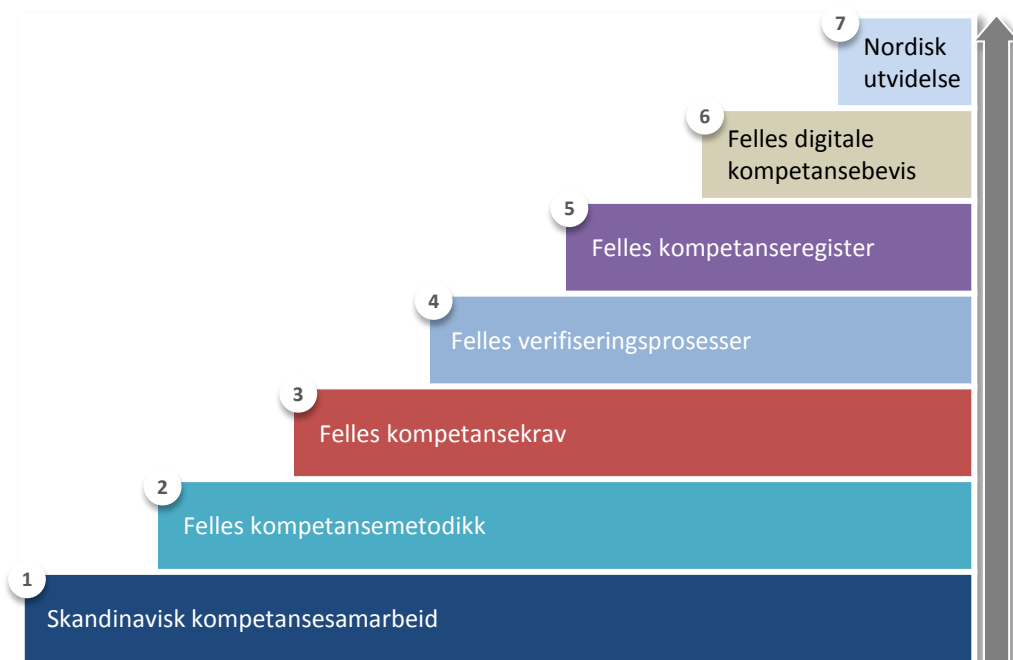 7
Nordisk
utvidelse
6
Felles digitale
kompetansebevis
5
Felles kompetanseregister
4
Felles verifiseringsprosesser
3
Felles kompetansekrav
2
Felles kompetansemetodikk
1
Skandinavisk kompetansesamarbeid